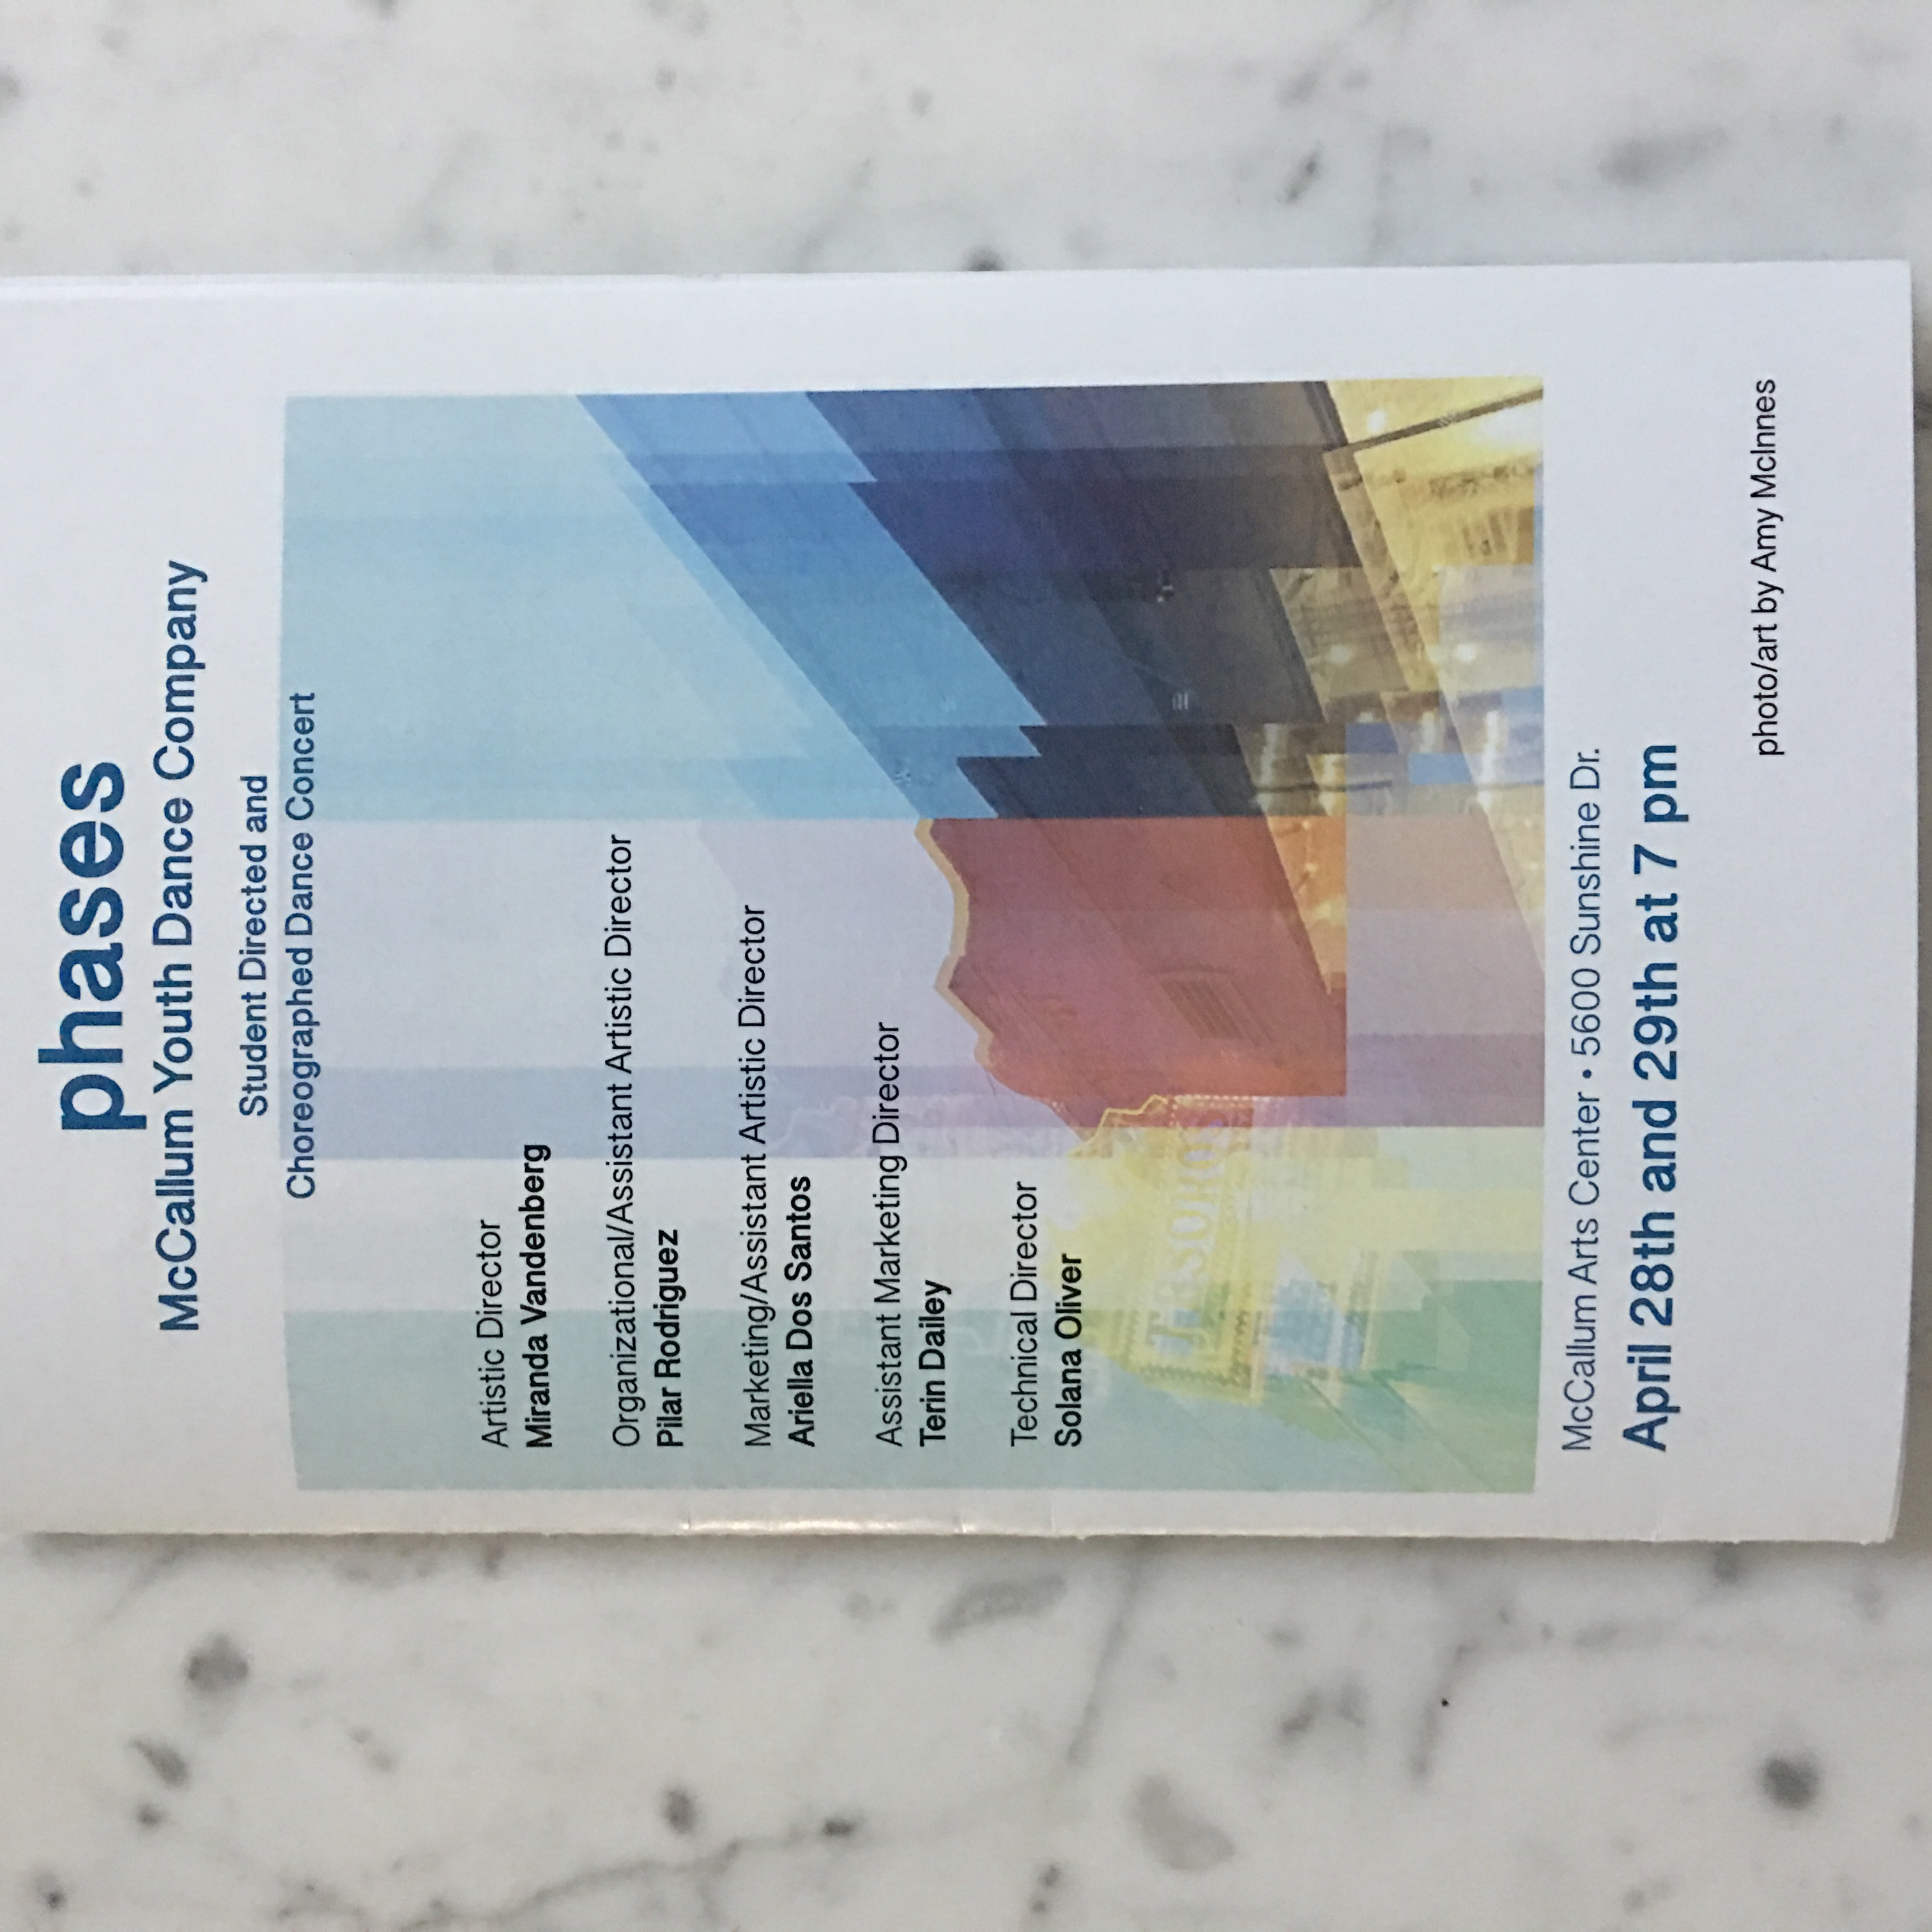 phases
McCallum Youth Dance Company
Student Directed and
Choreographed Dance Concert
Artistic Director
Miranda Vandenberg
Organizational/Assistant Artistic Director
Pilar Rodriguez
Marketing/Assistant Artistic Director
Ariella Dos Santos
Assistant Marketing Director
Terin Dailey
Technical Director
Solana Oliver
TESOROS
McCallum Arts Center • 5600 Sunshine Dr.
April 28th and 29th at 7 pm
photo/art by Amy McInnes